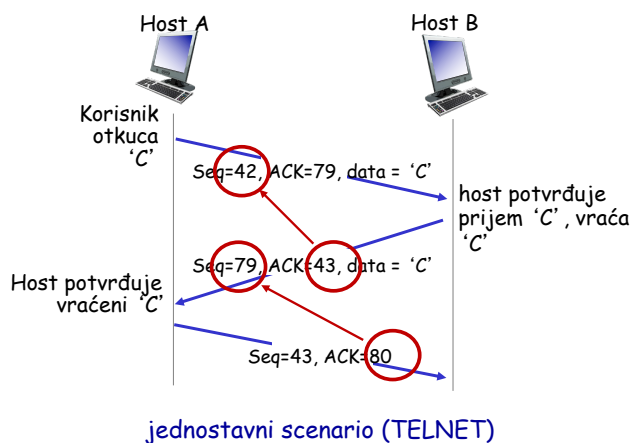 Host A
Host B
Korisnik
otkuca
‘C’
Seq=42, ACK=79, data = ‘C’
host potvrđuje
prijem ‘C’ , vraća
‘C’
Seq=79, ACK=43, data = ‘C’
Host potvrđuje
vraćeni ‘C’
Seq=43, ACK=80
jednostavni scenario (TELNET)